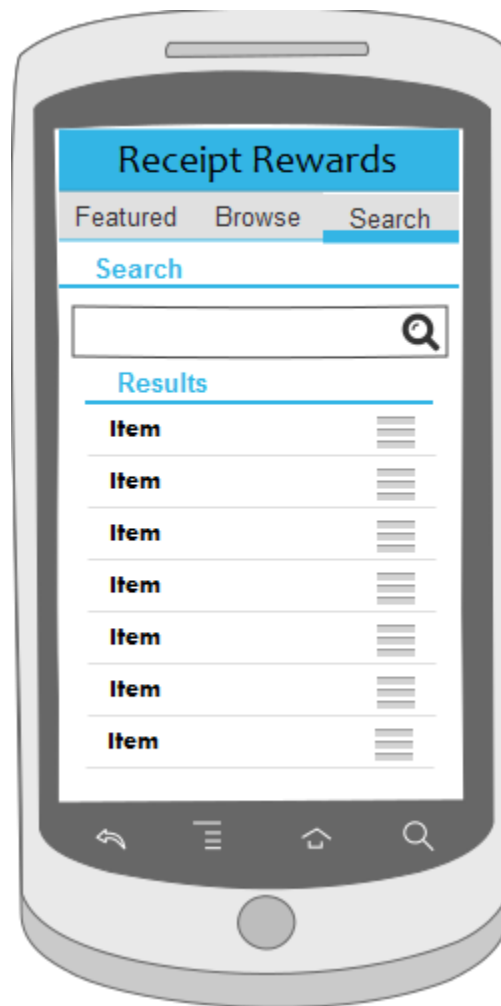 Receipt Rewards
Featured Browse Search
Search
Results
Item
Item
Item
Item
Item
Item
Item